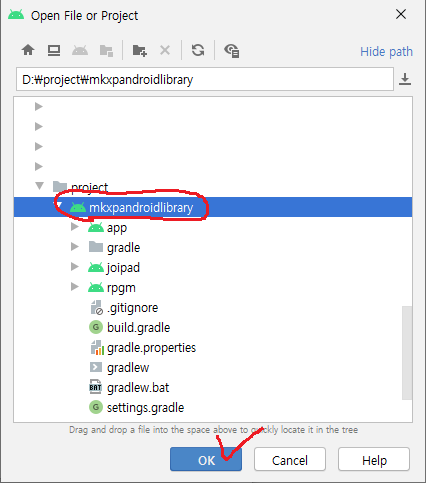 Open File or Project
Hide path
D:₩project₩mkxpandroidlibrary
project
mkxpandroidlibrary
app
gradle
joipad
rpgm
.gitignore
build.gradle
gradle.properties
gradlew
BAT gradlew.bat
settings.gradle
Drag and drop a file into the space above to quickly locate it in the tree
OK Cancel Help